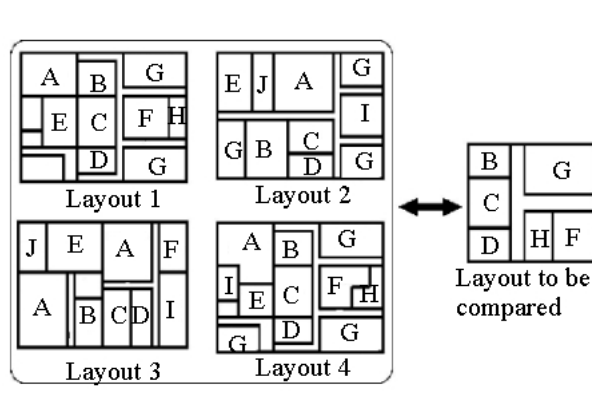 A B G
E C F H
D G
Layout 1
E J A G
I
G B C
D G
Layout 2
J E A F
A B C D I
Layout 3
A B G
I E C F H
G D G
Layout 4
B G
C
D H F
Layout to be
compared